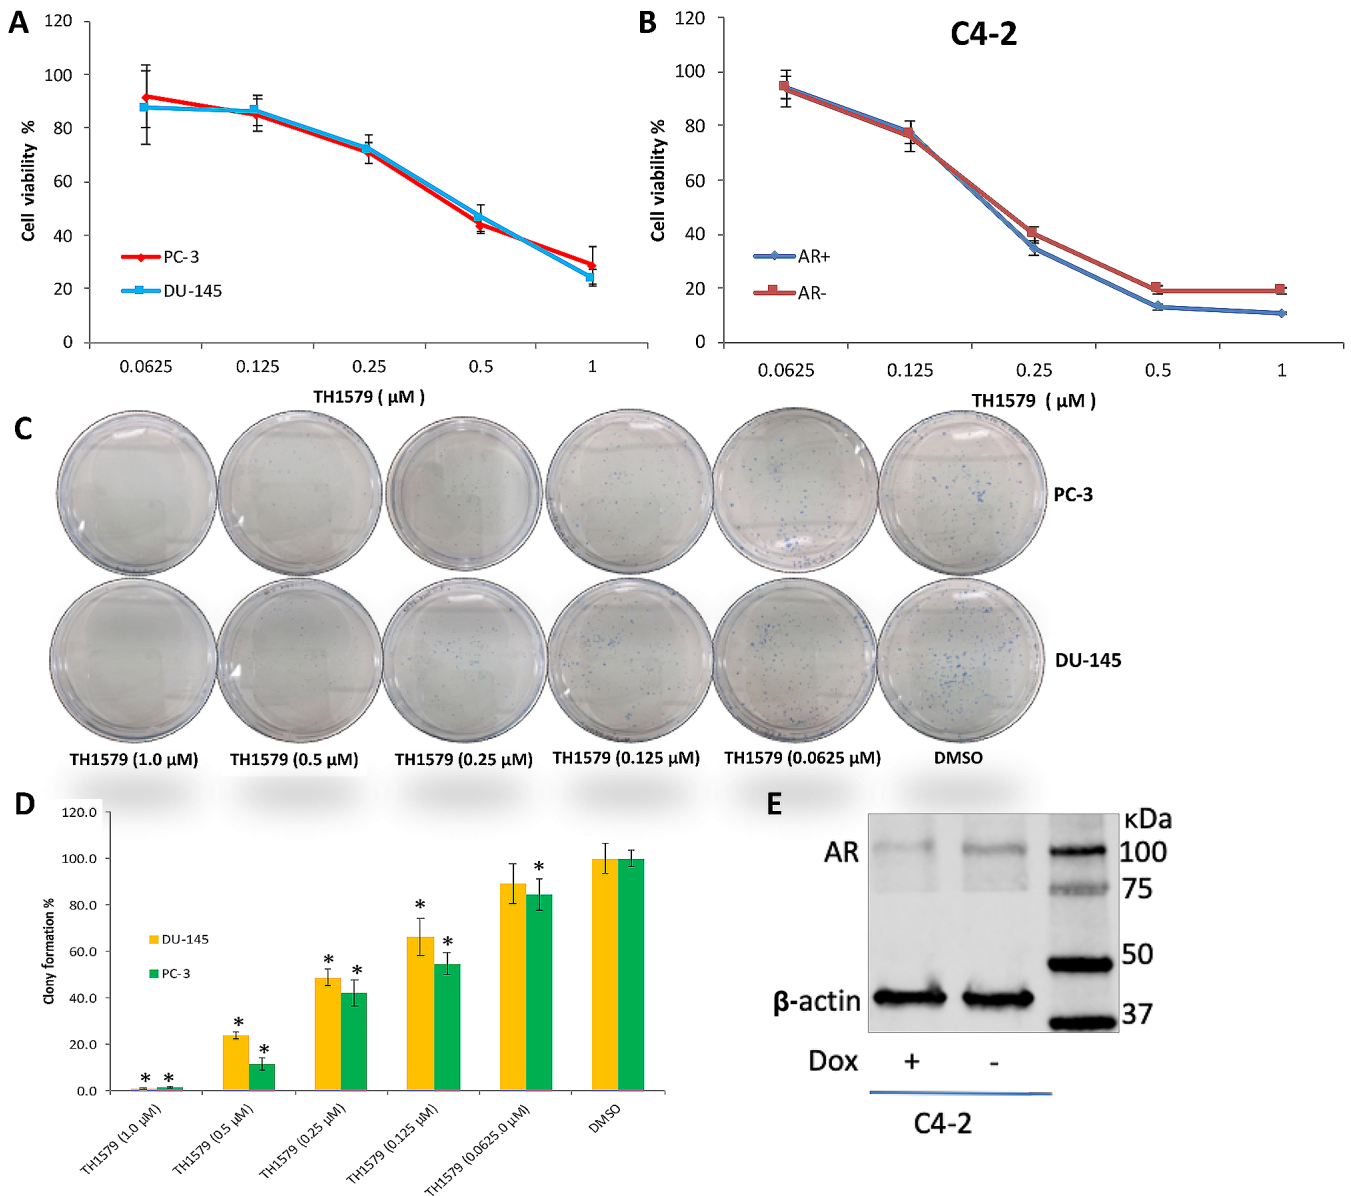 A
120
100
80
60
40
20
0
Cell viability %
PC-3
DU-145
0.0625 0.125 0.25 0.5 1
TH1579 ( μM )
B
C4-2
120
100
80
60
40
20
0
Cell viability %
AR+
AR-
0.0625 0.125 0.25 0.5 1
TH1579 ( μM )
C
PC-3
DU-145
TH1579 (1.0 μM) TH1579 (0.5 μM) TH1579 (0.25 μM) TH1579 (0.125 μM) TH1579 (0.0625 μM) DMSO
D
120.0
100.0
80.0
60.0
40.0
20.0
0.0
Clony formation %
DU-145
PC-3
* *
* *
* *
* *
*
TH1579 (1.0 μM)
TH1579 (0.5 μM)
TH1579 (0.25 μM)
TH1579 (0.125 μM)
TH1579 (0.0625.0 μM)
DMSO
E
κDa
AR 100
75
50
β-actin 37
Dox + -
C4-2